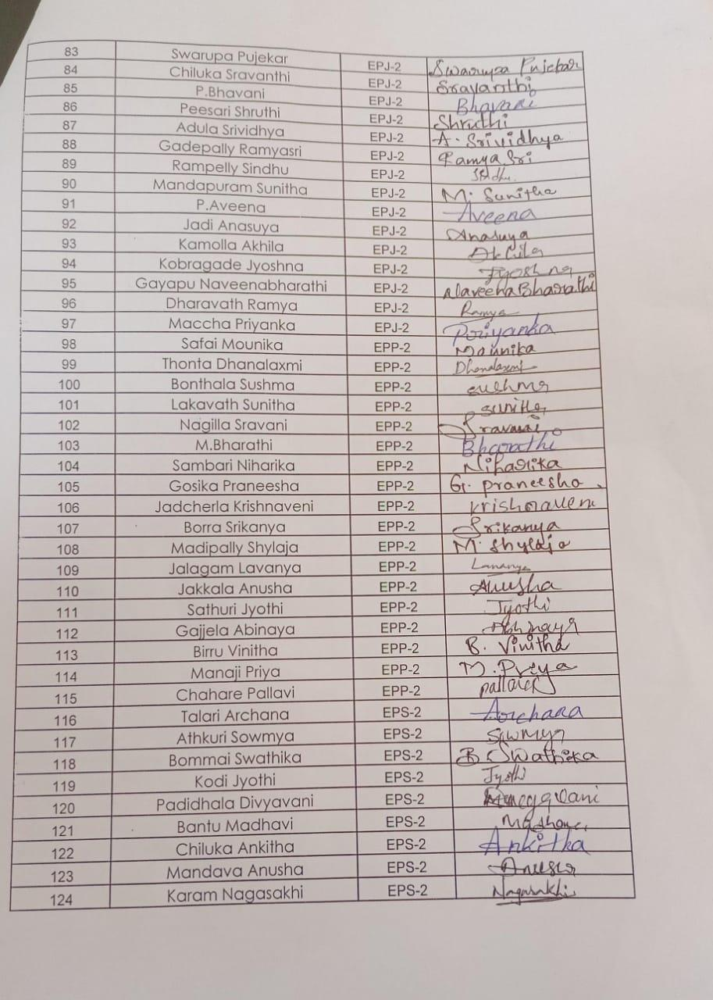 83 Swarupa Pujekar EPJ-2 Swarupa Pujekar
84 Chiluka Sravanthi EPJ-2 Sravanthi
85 P.Bhavani EPJ-2 Bhavani
86 Peesari Shruthi EPJ-2 Shruthi
87 Adula Srividhya EPJ-2 A. Srividhya
88 Gadepally Ramyasri EPJ-2 Ramya Sri
89 Rampelly Sindhu EPJ-2
90 Mandapuram Sunitha EPJ-2 M. Sunitha
91 P.Aveena EPJ-2 Aveena
92 Jadi Anasuya EPJ-2 Anasuya
93 Kamolla Akhila EPJ-2
94 Kobragade Jyoshna EPJ-2 Jyoshna
95 Gayapu Naveenabharathi EPJ-2 NaveenaBharathi
96 Dharavath Ramya EPJ-2 Ramya
97 Maccha Priyanka EPJ-2 Priyanka
98 Safai Mounika EPP-2 Mounika
99 Thonta Dhanalaxmi EPP-2 Dhanalaxmi
100 Bonthala Sushma EPP-2 sushma
101 Lakavath Sunitha EPP-2
102 Nagilla Sravani EPP-2 Sravani
103 M.Bharathi EPP-2 Bharathi
104 Sambari Niharika EPP-2 Niharika
105 Gosika Praneesha EPP-2 G. praneesha
106 Jadcherla Krishnaveni EPP-2 krishnaveni
107 Borra Srikanya EPP-2 Srikanya
108 Madipally Shylaja EPP-2 M. shylaja
109 Jalagam Lavanya EPP-2 Lavanya
110 Jakkala Anusha EPP-2 Anusha
111 Sathuri Jyothi EPP-2 Jyothi
112 Gajjela Abinaya EPP-2 Abhinaya
113 Birru Vinitha EPP-2 B. Vinitha
114 Manaji Priya EPP-2 M. Priya
115 Chahare Pallavi EPP-2 pallavi
116 Talari Archana EPS-2 Archana
117 Athkuri Sowmya EPS-2 Sowmya
118 Bommai Swathika EPS-2 B Swathika
119 Kodi Jyothi EPS-2 Jyothi
120 Padidhala Divyavani EPS-2
121 Bantu Madhavi EPS-2
122 Chiluka Ankitha EPS-2 Ankitha
123 Mandava Anusha EPS-2
124 Karam Nagasakhi EPS-2 Nagasakhi